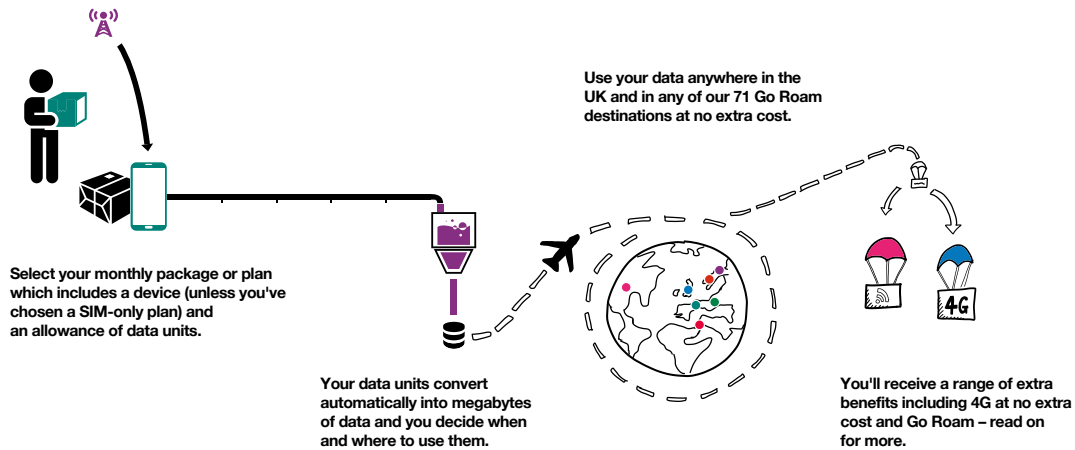 Use your data anywhere in the
UK and in any of our 71 Go Roam
destinations at no extra cost.
4G
Select your monthly package or plan
which includes a device (unless you've
chosen a SIM-only plan) and
an allowance of data units.
Your data units convert
automatically into megabytes
of data and you decide when
and where to use them.
You'll receive a range of extra
benefits including 4G at no extra
cost and Go Roam – read on
for more.